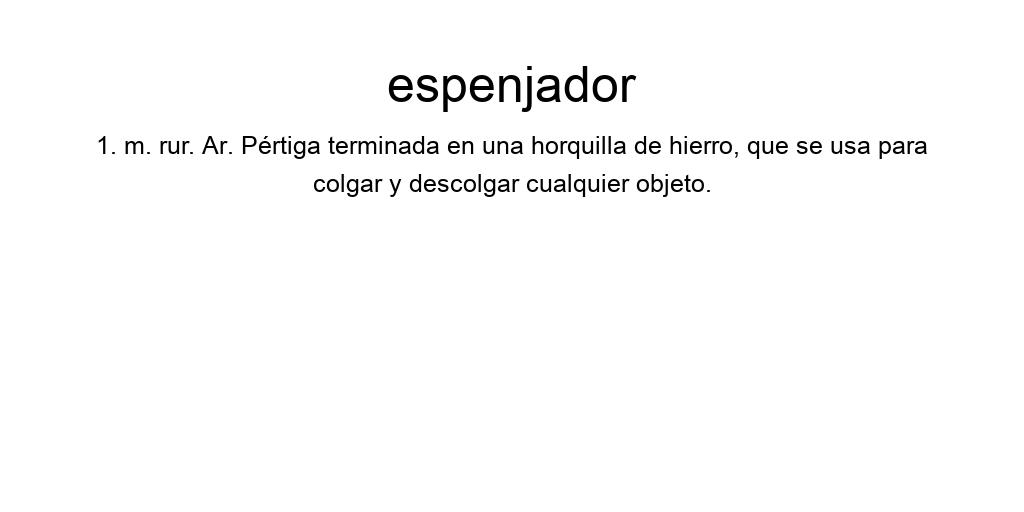 espenjador
1. m. rur. Ar. Pértiga terminada en una horquilla de hierro, que se usa para
colgar y descolgar cualquier objeto.